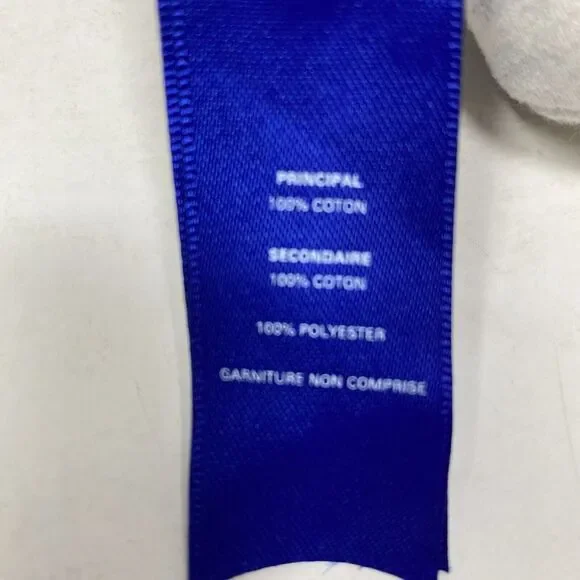 PRINCIPAL
100% COTON
SECONDAIRE
100% COTON
100% POLYESTER
GARNITURE NON COMPRISE